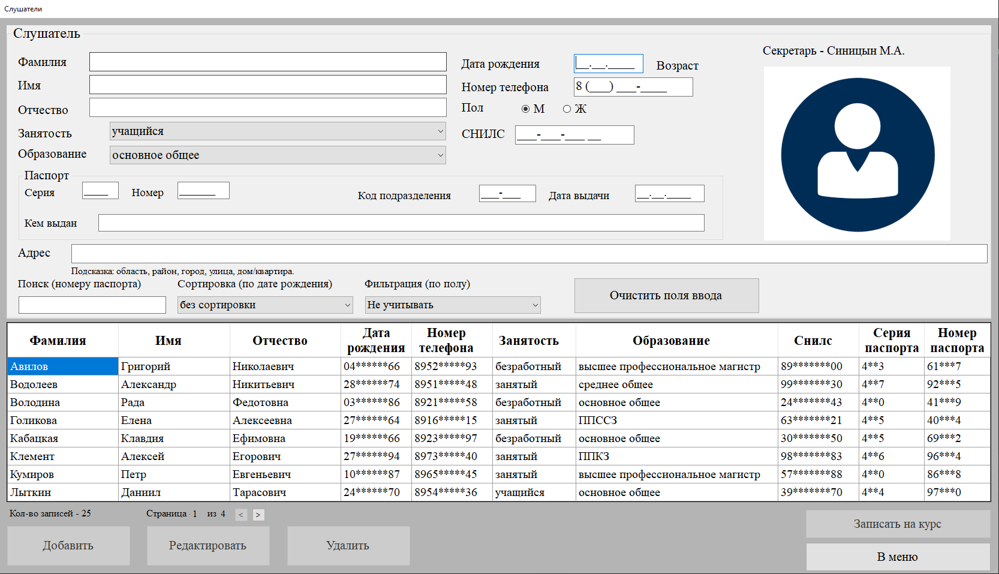 Слушатели
Слушатель
Секретарь - Синицын М.А.
Фамилия
Имя
Отчество
Занятость учащийся
Образование основное общее
Дата рождения __.__.____ Возраст
Номер телефона 8 (___) ___-____
Пол М Ж
СНИЛС ___-___-___ __
Паспорт
Серия ____ Номер ______ Код подразделения ___-___ Дата выдачи __.__.____
Кем выдан
Адрес
Подсказка: область, район, город, улица, дом/квартира.
Поиск (номеру паспорта) Сортировка (по дате рождения) Фильтрация (по полу)
без сортировки Не учитывать Очистить поля ввода
Фамилия Имя Отчество Дата рождения Номер телефона Занятость Образование Снилс Серия паспорта Номер паспорта
Авилов Григорий Николаевич 04******66 8952*****93 безработный высшее профессиональное магистр 89*******00 4**3 61***7
Водолеев Александр Никитьевич 28******74 8951*****48 занятый среднее общее 99*******30 4**7 92***5
Володина Рада Федотовна 03******86 8921*****58 безработный основное общее 24*******43 4**0 41***9
Голикова Елена Алексеевна 27******64 8916*****15 занятый ППССЗ 63*******21 4**5 40***4
Кабацкая Клавдия Ефимовна 19******66 8923*****97 безработный основное общее 30*******50 4**5 69***2
Клемент Алексей Егорович 27******94 8973*****40 занятый ППКЗ 98*******83 4**6 96***4
Кумиров Петр Евгеньевич 10******87 8965*****45 занятый высшее профессиональное магистр 57*******88 4**0 86***8
Лыткин Даниил Тарасович 24******70 8954*****36 учащийся основное общее 39*******70 4**4 97***0
Кол-во записей - 25 Страница - 1 из 4 < >
Добавить Редактировать Удалить
Записать на курс
В меню